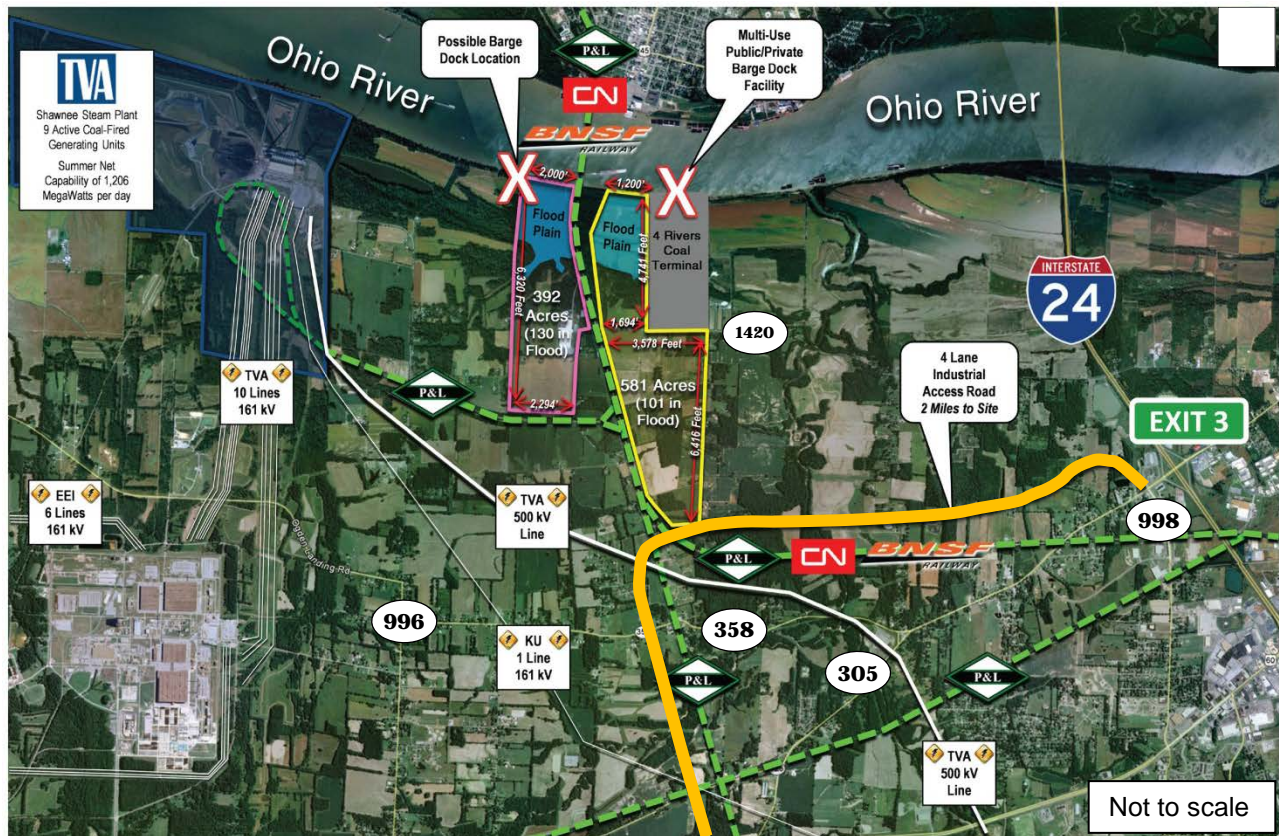 TVA
Shawnee Steam Plant
9 Active Coal-Fired
Generating Units
Summer Net
Capability of 1,206
MegaWatts per day
Ohio River
Possible Barge
Dock Location
P&L
45
CN
BNSF
RAILWAY
Multi-Use
Public/Private
Barge Dock
Facility
Ohio River
X
2,000'
1,200'
X
Flood
Plain
Flood
Plain
4 Rivers
Coal
Terminal
6,320 Feet
4,741 Feet
392
Acres
(130 in
Flood)
1,694'
3,578 Feet
1420
INTERSTATE
24
581 Acres
(101 in
Flood)
6,416 Feet
2,294'
4 Lane
Industrial
Access Road
2 Miles to Site
EXIT 3
TVA
10 Lines
161 kV
P&L
EEI
6 Lines
161 kV
TVA
500 kV
Line
Ogden Landing Rd
998
P&L
CN
BNSF
RAILWAY
996
KU
1 Line
161 kV
35
358
305
P&L
P&L
60
TVA
500 kV
Line
Not to scale